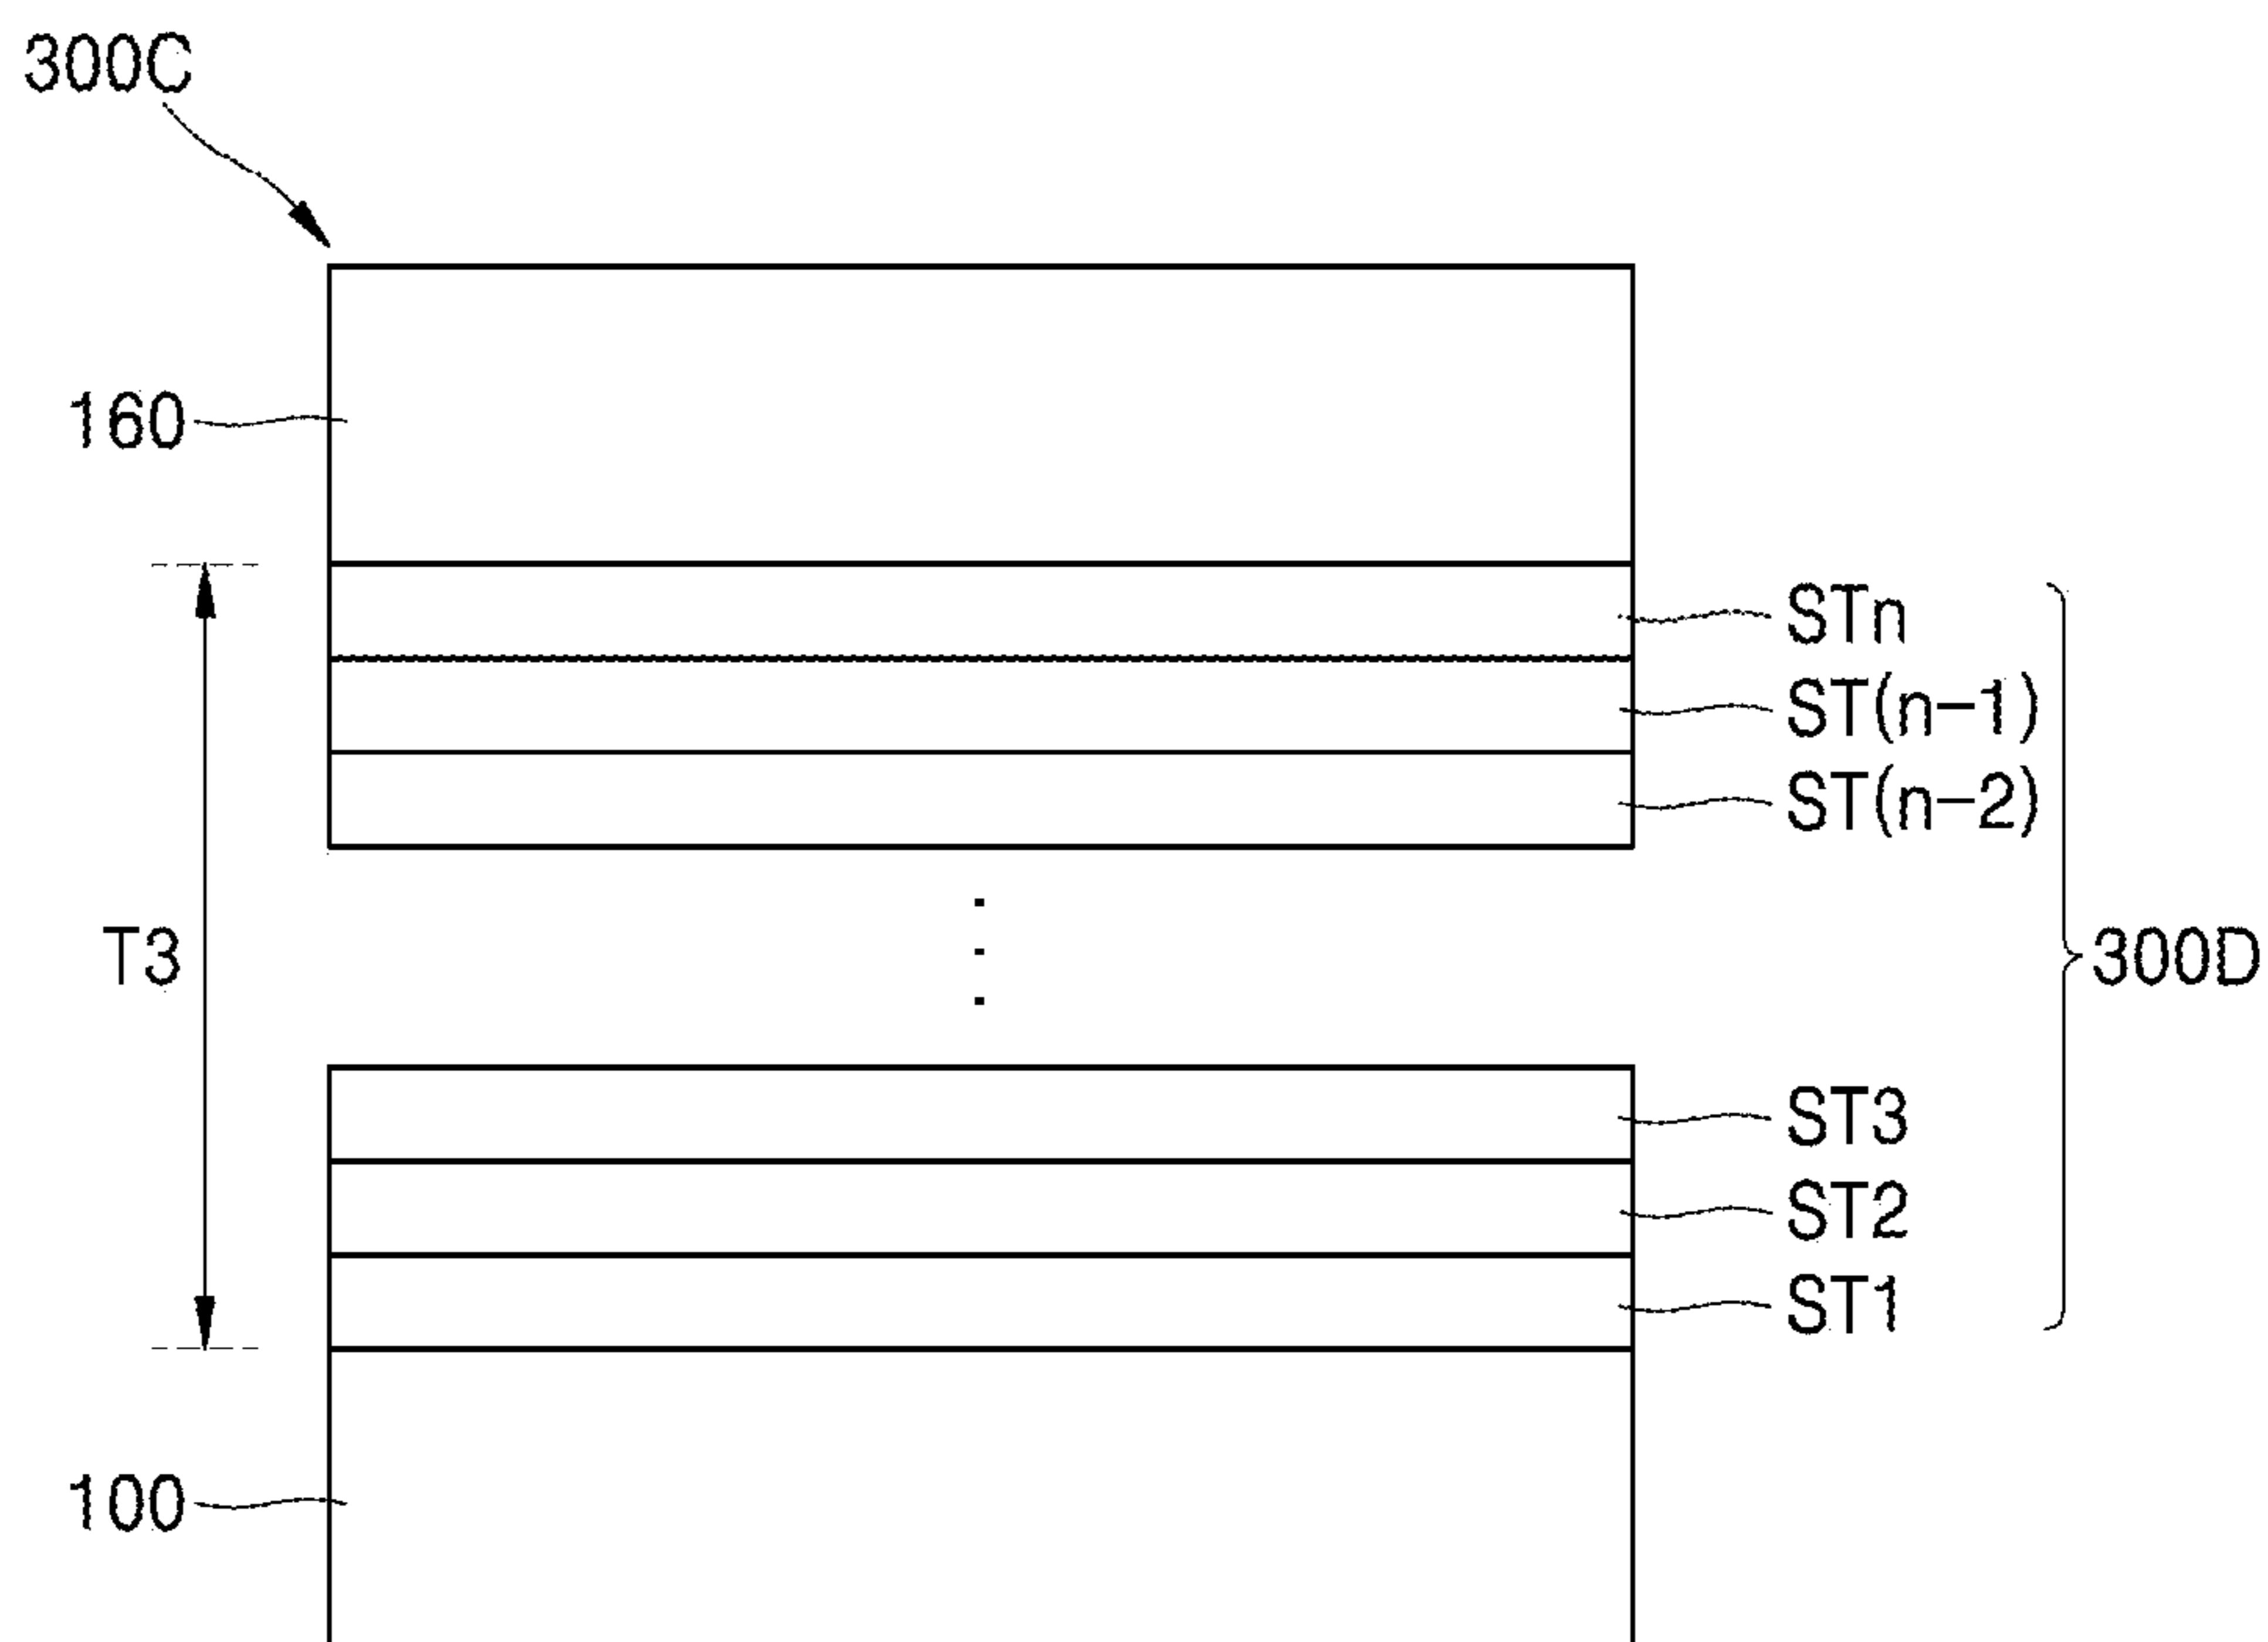 300C
160
STn
ST(n-1)
ST(n-2)
T3
300D
ST3
ST2
ST1
100